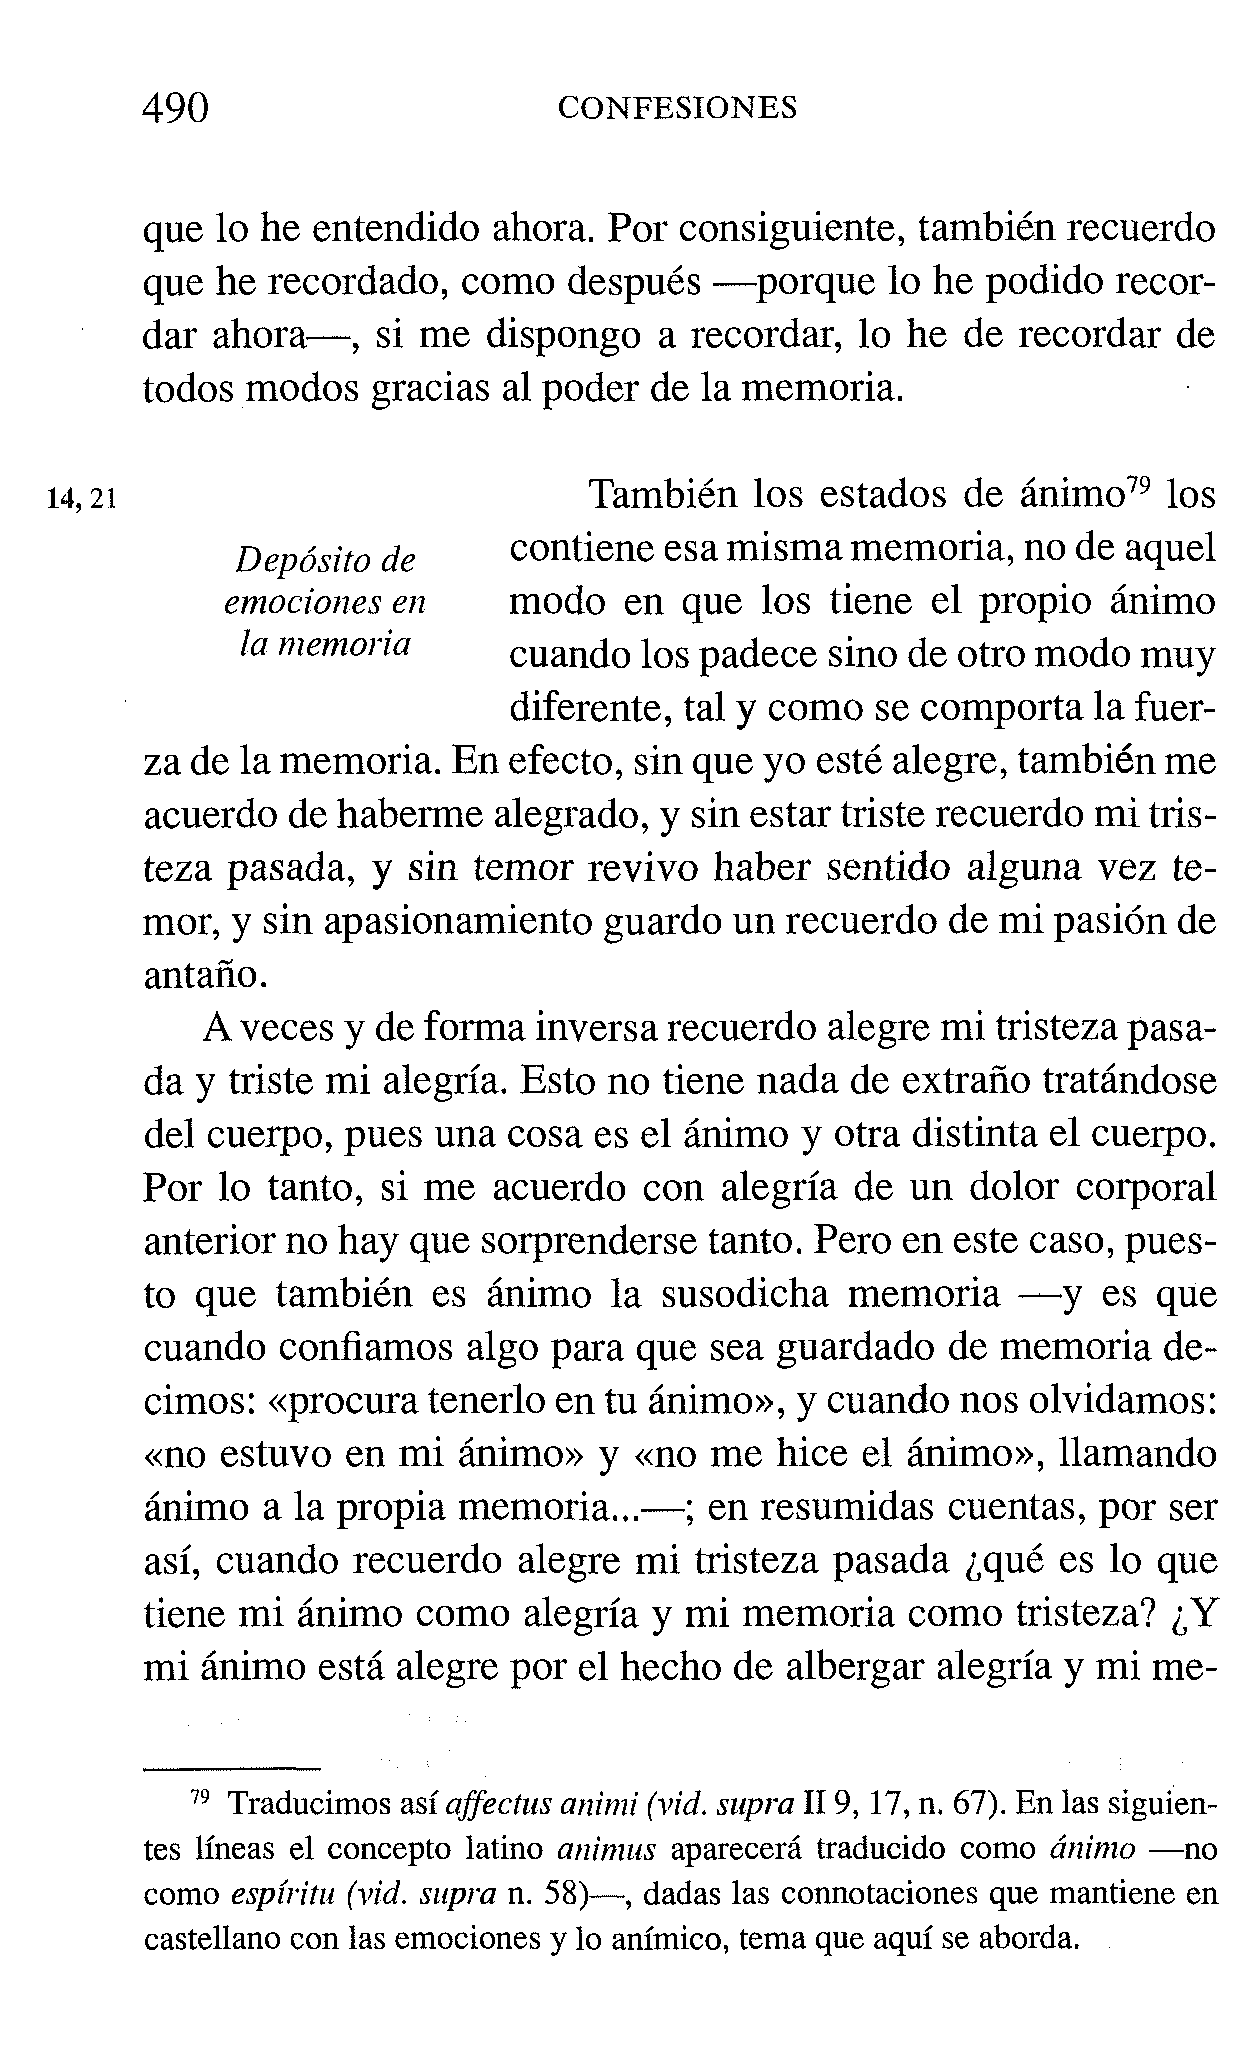 490 CONFESIONES
que lo he entendido ahora. Por consiguiente, también recuerdo
que he recordado, como después —porque lo he podido recor-
dar ahora—, si me dispongo a recordar, lo he de recordar de
todos modos gracias al poder de la memoria.
14, 21
Depósito de
emociones en
la memoria
También los estados de ánimo⁷⁹ los
contiene esa misma memoria, no de aquel
modo en que los tiene el propio ánimo
cuando los padece sino de otro modo muy
diferente, tal y como se comporta la fuer-
za de la memoria. En efecto, sin que yo esté alegre, también me
acuerdo de haberme alegrado, y sin estar triste recuerdo mi tris-
teza pasada, y sin temor revivo haber sentido alguna vez te-
mor, y sin apasionamiento guardo un recuerdo de mi pasión de
antaño.
A veces y de forma inversa recuerdo alegre mi tristeza pasa-
da y triste mi alegría. Esto no tiene nada de extraño tratándose
del cuerpo, pues una cosa es el ánimo y otra distinta el cuerpo.
Por lo tanto, si me acuerdo con alegría de un dolor corporal
anterior no hay que sorprenderse tanto. Pero en este caso, pues-
to que también es ánimo la susodicha memoria —y es que
cuando confiamos algo para que sea guardado de memoria de-
cimos: «procura tenerlo en tu ánimo», y cuando nos olvidamos:
«no estuvo en mi ánimo» y «no me hice el ánimo», llamando
ánimo a la propia memoria...—; en resumidas cuentas, por ser
así, cuando recuerdo alegre mi tristeza pasada ¿qué es lo que
tiene mi ánimo como alegría y mi memoria como tristeza? ¿Y
mi ánimo está alegre por el hecho de albergar alegría y mi me-
⁷⁹ Traducimos así affectus animi (vid. supra II 9, 17, n. 67). En las siguien-
tes líneas el concepto latino animus aparecerá traducido como ánimo —no
como espíritu (vid. supra n. 58)—, dadas las connotaciones que mantiene en
castellano con las emociones y lo anímico, tema que aquí se aborda.